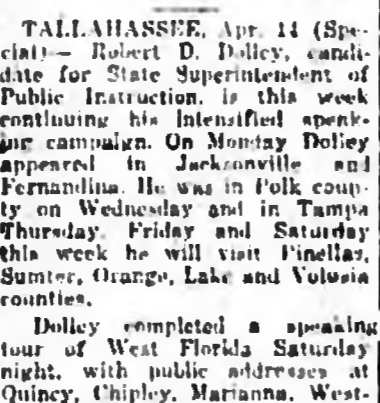 TALLAHASSEE, Apr. 14 (Spe-
cial)— Robert D. Dolley, candi-
date for State Superintendent of
Public Instruction, is this week
continuing his intensified speak-
ing campaign. On Monday Dolley
appeared in Jacksonville and
Fernandina. He was in Polk coun-
ty on Wednesday and in Tampa
Thursday. Friday and Saturday
this week he will visit Pinellas,
Sumter, Orange, Lake and Volusia
counties.
Dolley completed a speaking
tour of West Florida Saturday
night, with public addresses at
Quincy, Chipley, Marianna, West-